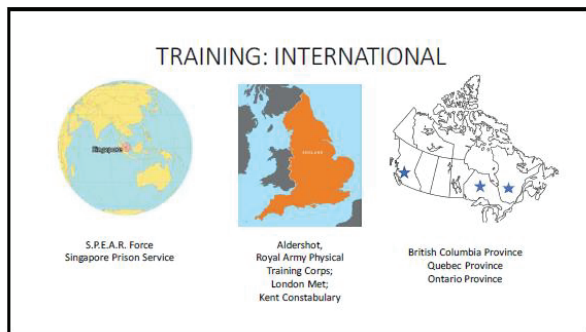 TRAINING: INTERNATIONAL
Singapore
ENGLAND
S.P.E.A.R. Force
Singapore Prison Service
Aldershot,
Royal Army Physical
Training Corps;
London Met;
Kent Constabulary
British Columbia Province
Quebec Province
Ontario Province